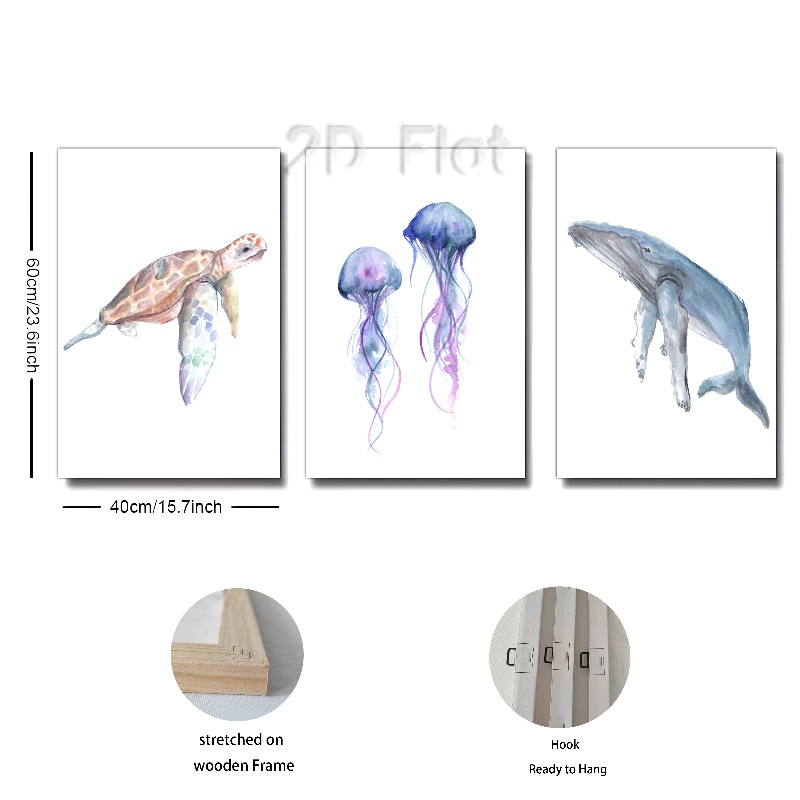 2D Flat
60cm/23.6inch
40cm/15.7inch
stretched on
wooden Frame
Hook
Ready to Hang